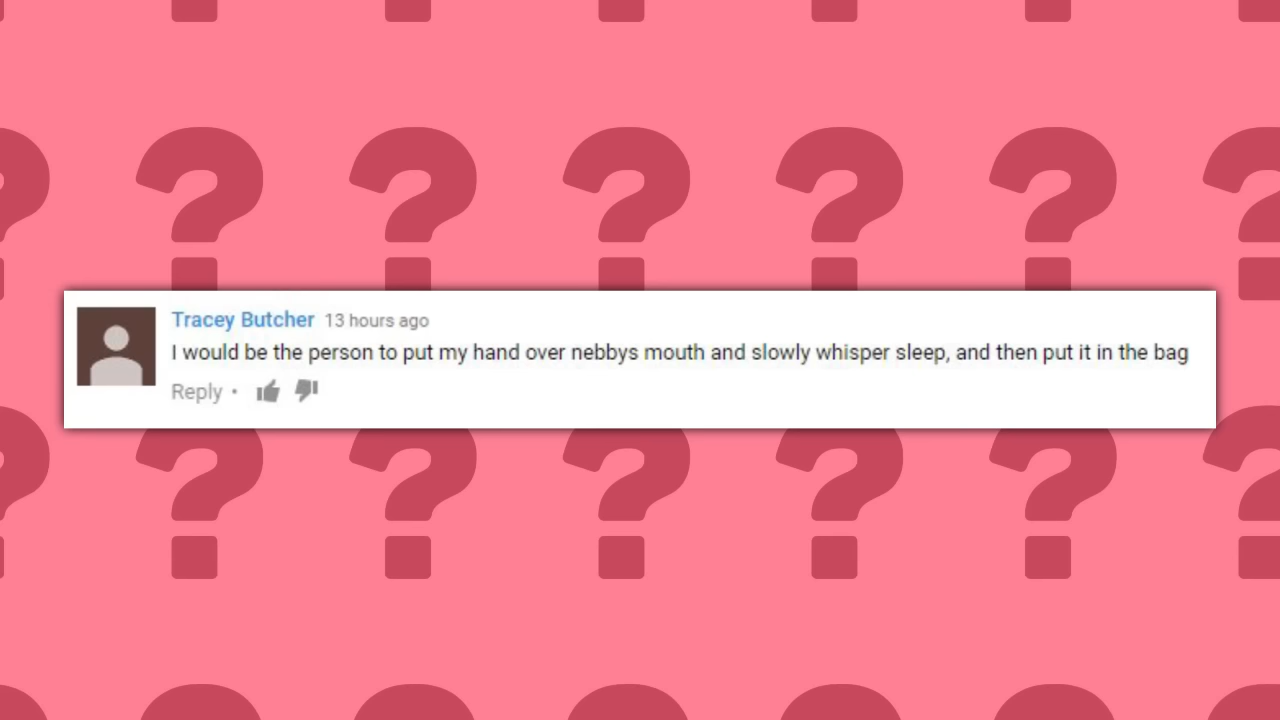 Tracey Butcher 13 hours ago
I would be the person to put my hand over nebbys mouth and slowly whisper sleep, and then put it in the bag
Reply •